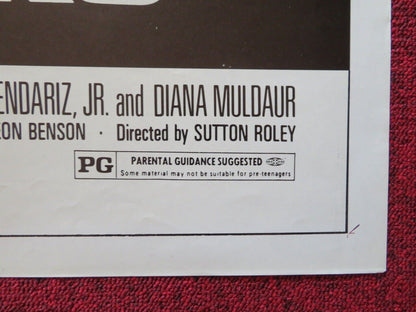 ENDARIZ, JR. and DIANA MULDAUR
EON BENSON · Directed by SUTTON ROLEY
PG PARENTAL GUIDANCE SUGGESTED
Some material may not be suitable for pre-teenagers